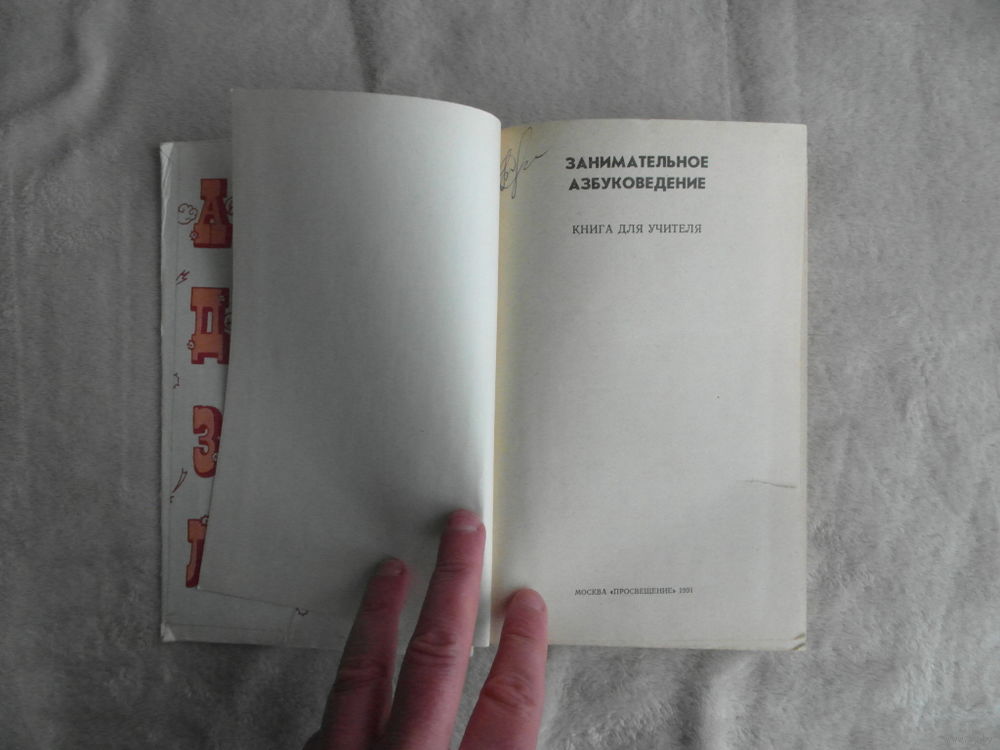 А
Д
З
Л
ЗАНИМАТЕЛЬНОЕ
АЗБУКОВЕДЕНИЕ
КНИГА ДЛЯ УЧИТЕЛЯ
МОСКВА «ПРОСВЕЩЕНИЕ» 1991